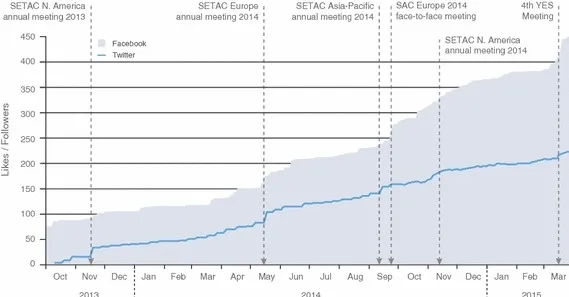 SETAC N. America
annual meeting 2013
SETAC Europe
annual meeting 2014
SETAC Asia-Pacific
annual meeting 2014
SAC Europe 2014
face-to-face meeting
4th YES
Meeting
SETAC N. America
annual meeting 2014
Facebook
Twitter
Likes / Followers
450
400
350
300
250
200
150
100
50
0
Oct Nov Dec Jan Feb Mar Apr May Jun Jul Aug Sep Oct Nov Dec Jan Feb Mar
2013 2014 2015